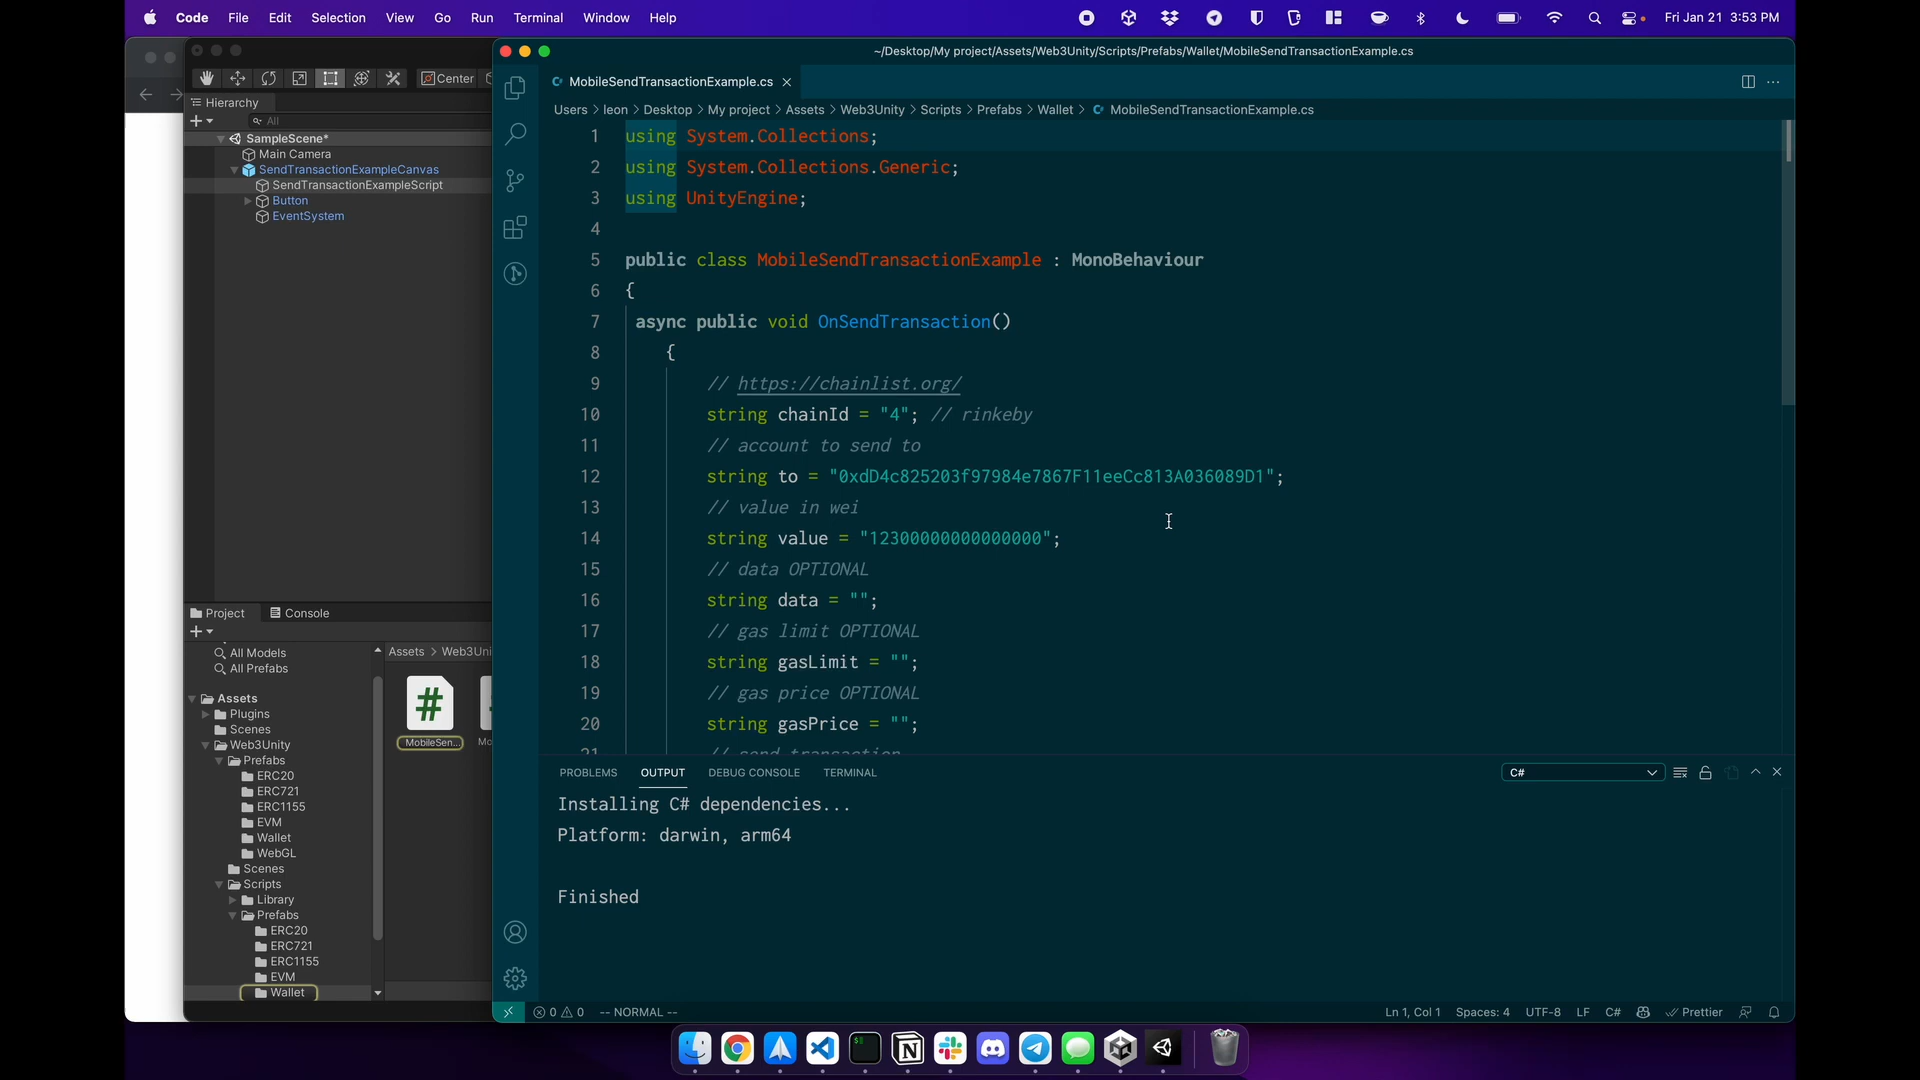 Code File Edit Selection View Go Run Terminal Window Help
Fri Jan 21 3:53 PM
~/Desktop/My project/Assets/Web3Unity/Scripts/Prefabs/Wallet/MobileSendTransactionExample.cs
Center
Hierarchy
All
SampleScene*
Main Camera
SendTransactionExampleCanvas
SendTransactionExampleScript
Button
EventSystem
Project Console
All Models
All Prefabs
Assets
Plugins
Scenes
Web3Unity
Prefabs
ERC20
ERC721
ERC1155
EVM
Wallet
WebGL
Scenes
Scripts
Library
Prefabs
ERC20
ERC721
ERC1155
EVM
Wallet
Assets > Web3Uni
#
MobileSen... Mo
MobileSendTransactionExample.cs
Users > leon > Desktop > My project > Assets > Web3Unity > Scripts > Prefabs > Wallet > MobileSendTransactionExample.cs
1 using System.Collections;
2 using System.Collections.Generic;
3 using UnityEngine;
4
5 public class MobileSendTransactionExample : MonoBehaviour
6 {
7 async public void OnSendTransaction()
8 {
9 // https://chainlist.org/
10 string chainId = "4"; // rinkeby
11 // account to send to
12 string to = "0xdD4c825203f97984e7867F11eeCc813A036089D1";
13 // value in wei
14 string value = "12300000000000000";
15 // data OPTIONAL
16 string data = "";
17 // gas limit OPTIONAL
18 string gasLimit = "";
19 // gas price OPTIONAL
20 string gasPrice = "";
21 // send transaction
PROBLEMS OUTPUT DEBUG CONSOLE TERMINAL
C#
Installing C# dependencies...
Platform: darwin, arm64
Finished
0 0 -- NORMAL --
Ln 1, Col 1 Spaces: 4 UTF-8 LF C# Prettier